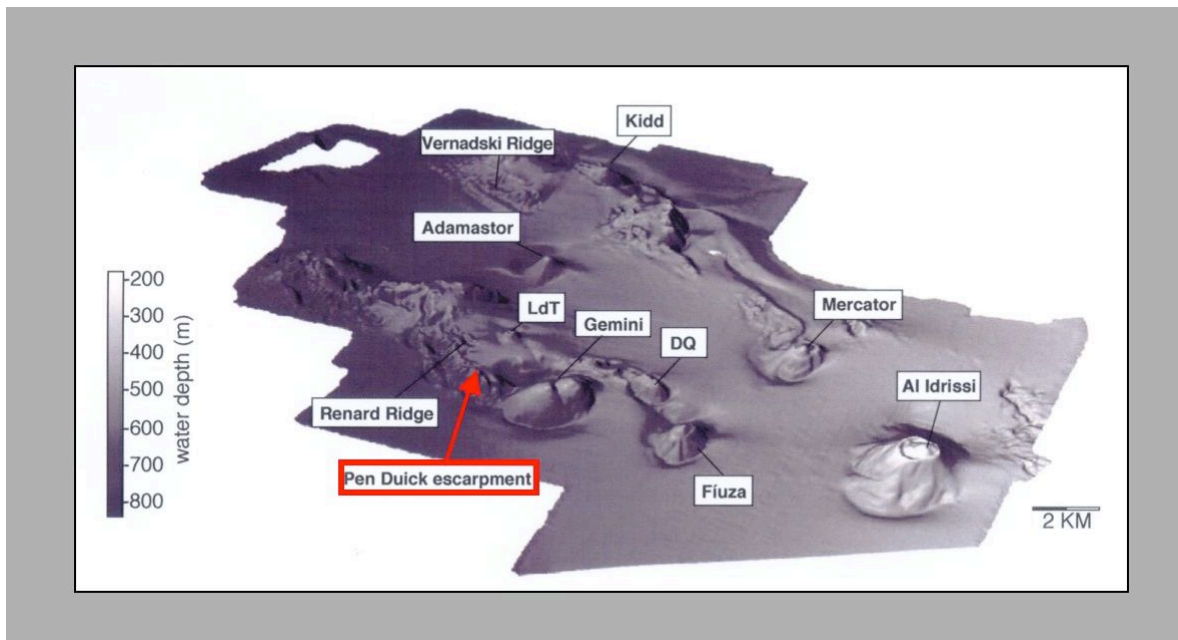 Kidd
Vernadski Ridge
Adamastor
LdT
Gemini
DQ
Mercator
Al Idrissi
Renard Ridge
Pen Duick escarpment
Fíuza
-200
-300
-400
-500
-600
-700
-800
water depth (m)
2 KM